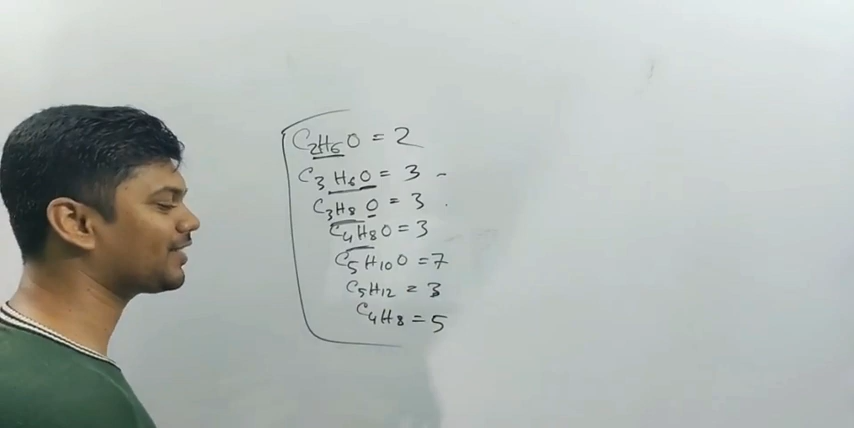 C2H6O = 2
C3H6O = 3
C3H8O = 3
C4H8O = 3
C5H10O = 7
C5H12 = 3
C4H8 = 5